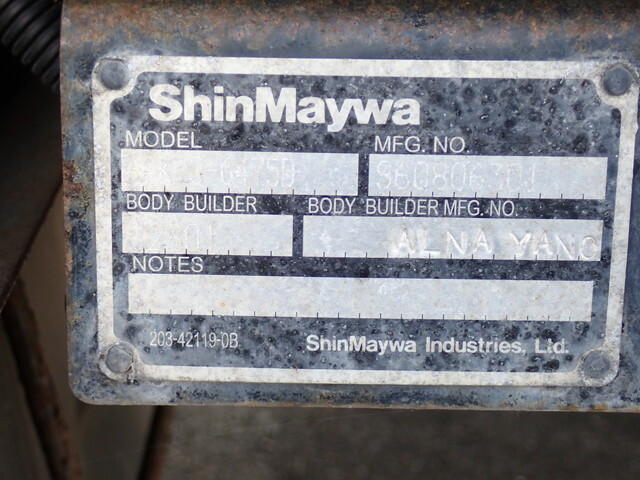 ShinMaywa
MODEL MFG. NO.
BODY BUILDER BODY BUILDER MFG. NO.
ALNA YANO
NOTES
203-42119-0B ShinMaywa Industries, Ltd.